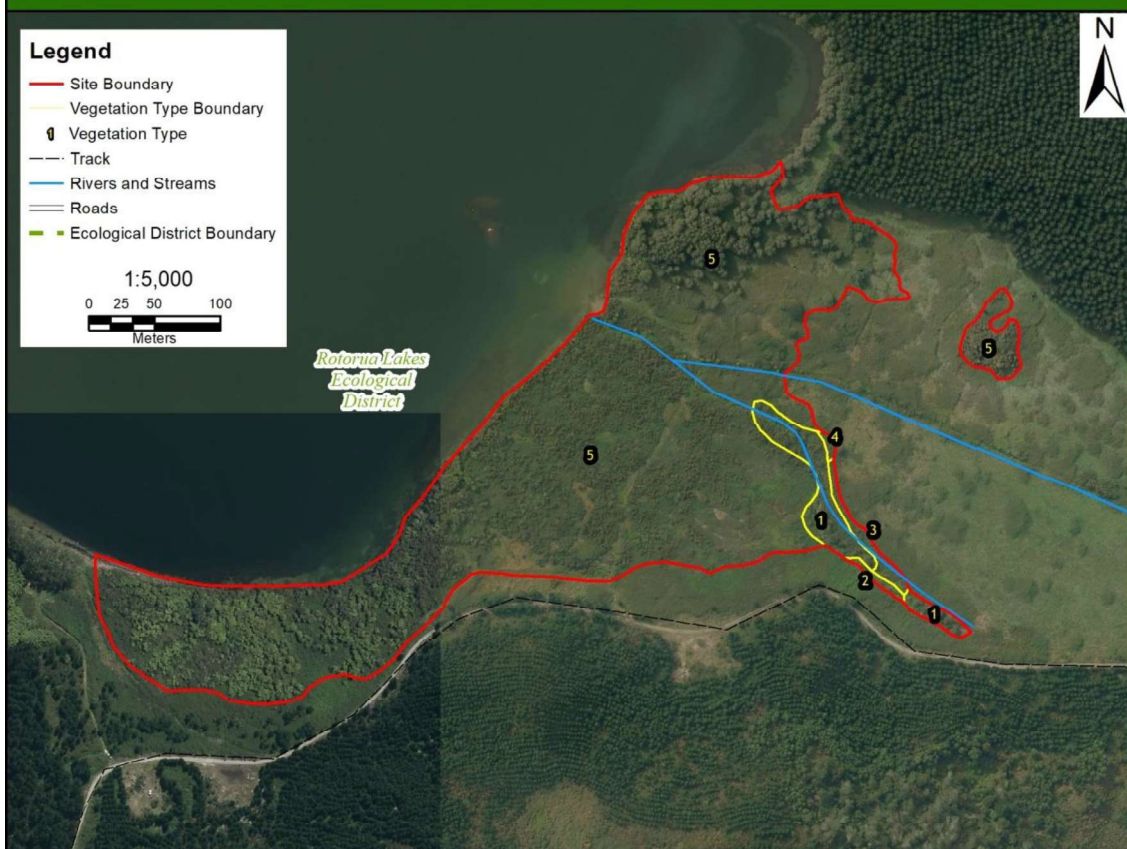 Legend
Site Boundary
Vegetation Type Boundary
1 Vegetation Type
Track
Rivers and Streams
Roads
Ecological District Boundary
1:5,000
0 25 50 100
Meters
N
5
5
Rotorua Lakes
Ecological
District
4
5
1
3
2
1